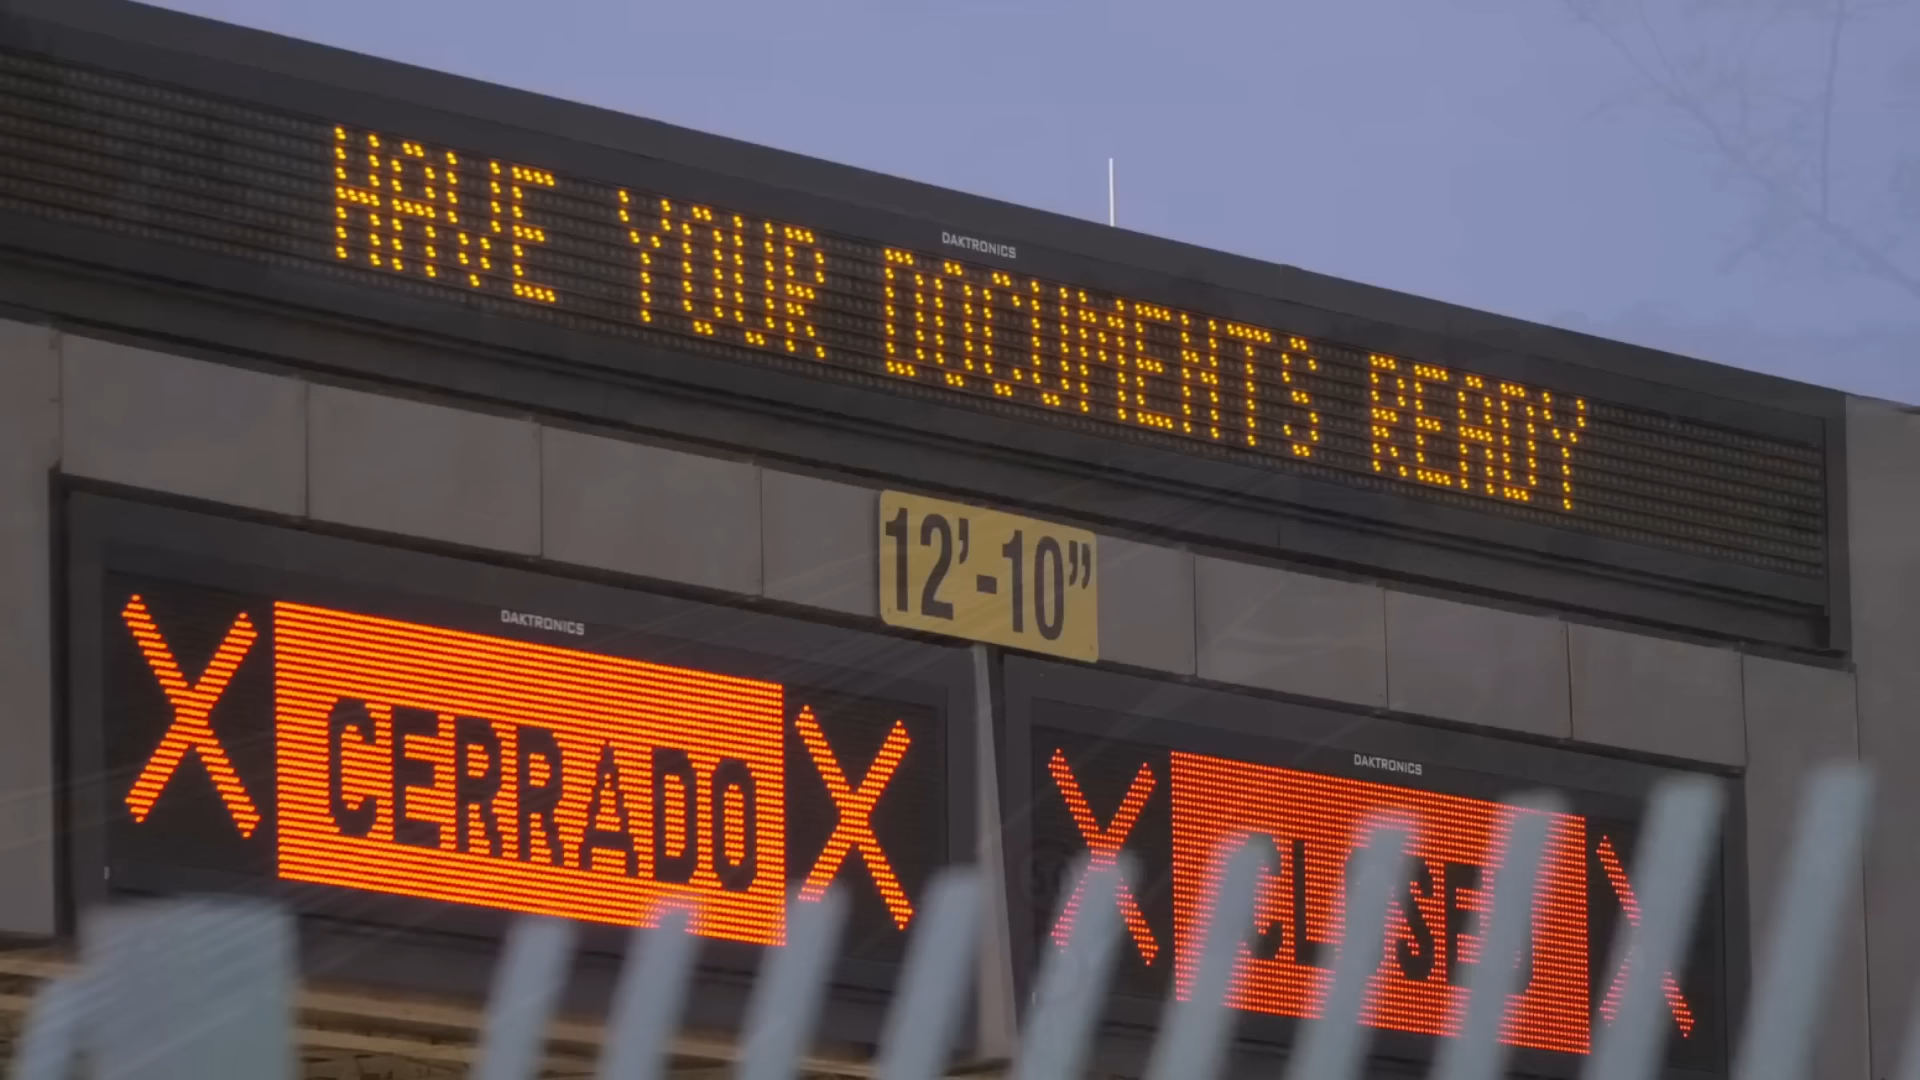 HAVE YOUR DOCUMENTS READY
DAKTRONICS
12'-10"
DAKTRONICS
X CERRADO X
DAKTRONICS
X CLOSED X